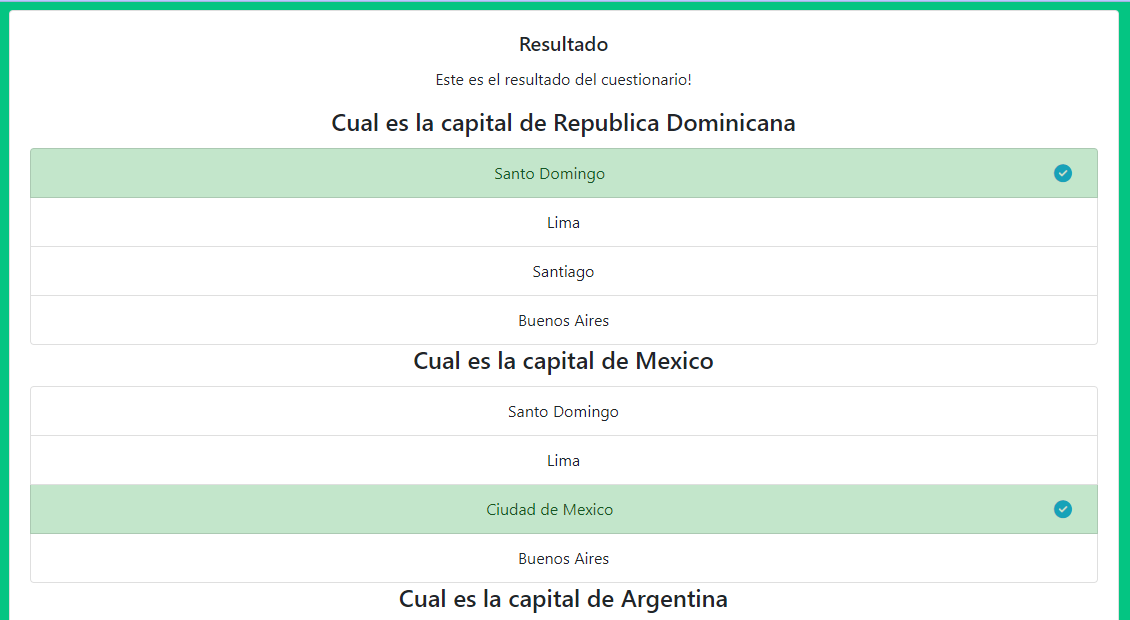 Resultado
Este es el resultado del cuestionario!
Cual es la capital de Republica Dominicana
Santo Domingo
Lima
Santiago
Buenos Aires
Cual es la capital de Mexico
Santo Domingo
Lima
Ciudad de Mexico
Buenos Aires
Cual es la capital de Argentina